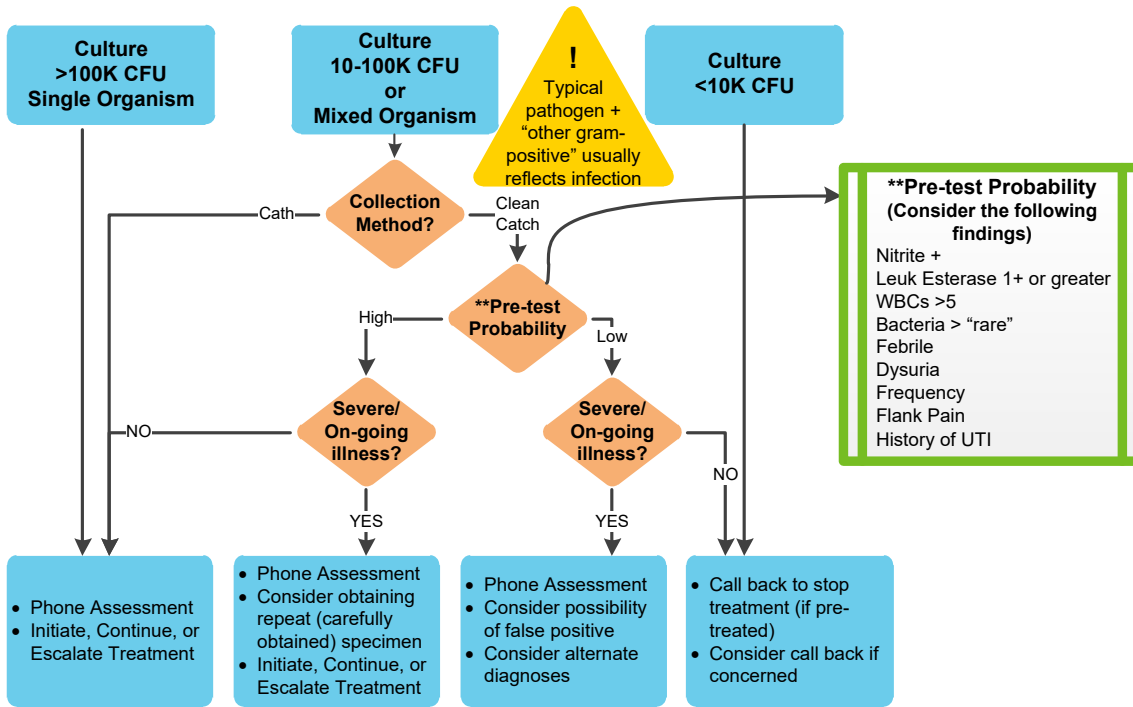 Culture
>100K CFU
Single Organism
Culture
10-100K CFU
or
Mixed Organism
!
Typical
pathogen +
“other gram-
positive” usually
reflects infection
Culture
<10K CFU
Collection
Method?
Cath
Clean
Catch
**Pre-test Probability
(Consider the following
findings)
Nitrite +
Leuk Esterase 1+ or greater
WBCs >5
Bacteria > “rare”
Febrile
Dysuria
Frequency
Flank Pain
History of UTI
**Pre-test
Probability
High
Low
Severe/
On-going
illness?
NO
YES
Severe/
On-going
illness?
NO
YES
• Phone Assessment
• Initiate, Continue, or
Escalate Treatment
• Phone Assessment
• Consider obtaining
repeat (carefully
obtained) specimen
• Initiate, Continue, or
Escalate Treatment
• Phone Assessment
• Consider possibility
of false positive
• Consider alternate
diagnoses
• Call back to stop
treatment (if pre-
treated)
• Consider call back if
concerned